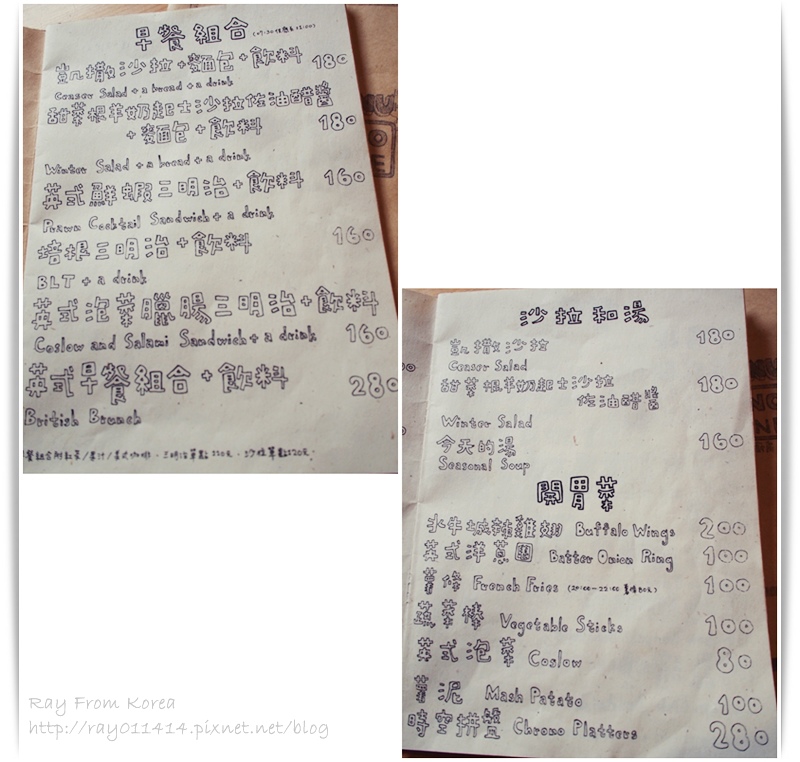 早餐組合
凱撒沙拉+麵包+飲料 180
Ceaser Salad + a bread + a drink
甜菜根羊奶起士沙拉佐油醋醬
+麵包+飲料 180
Winter Salad + a bread + a drink
英式鮮蝦三明治+飲料 160
Prawn Cocktail Sandwich + a drink
培根三明治+飲料 160
BLT + a drink
英式泡菜臘腸三明治+飲料
Coslow and Salami Sandwich + a drink 160
英式早餐組合+飲料 280
British Brunch
沙拉和湯
凱撒沙拉 180
Ceaser Salad
甜菜根羊奶起士沙拉 180
佐油醋醬
Winter Salad
今天的湯 160
Seasonal Soup
開胃菜
水牛城辣雞翅 Buffalo Wings 200
英式洋蔥圈 Batter Onion Ring 100
薯條 French Fries 100
蔬菜棒 Vegetable Sticks 100
英式泡菜 Coslow 80
薯泥 Mash Patato 100
時空拼盤 Chrono Platters 280
Ray From Korea
http://ray011414.pixnet.net/blog